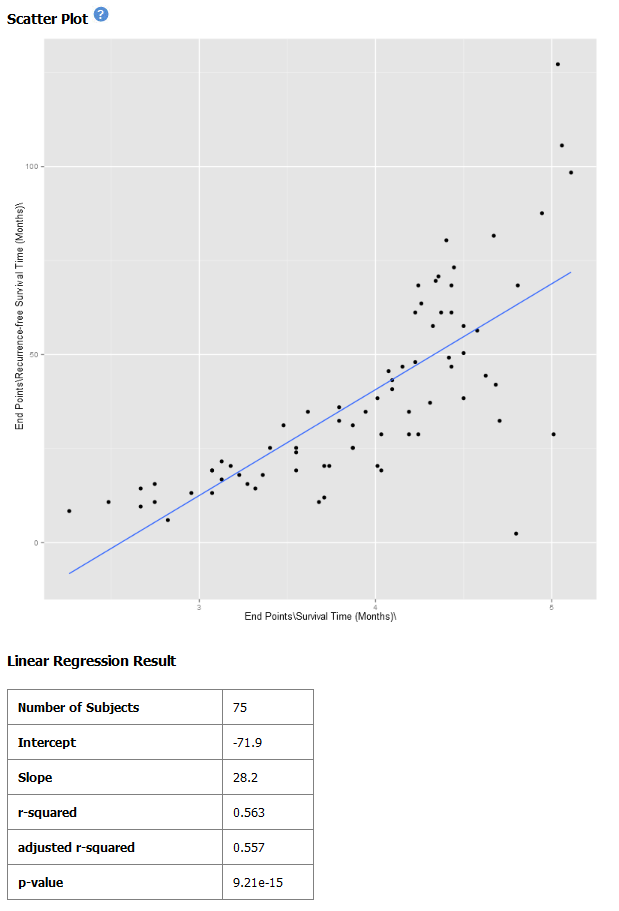 Scatter Plot ?
100
50
0
End Points\Recurrence-free Survival Time (Months)\
3 4 5
End Points\Survival Time (Months)\
Linear Regression Result
Number of Subjects 75
Intercept -71.9
Slope 28.2
r-squared 0.563
adjusted r-squared 0.557
p-value 9.21e-15